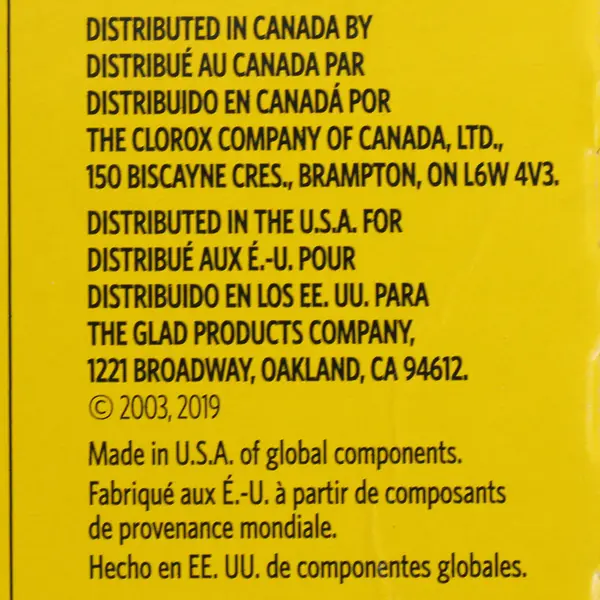 DISTRIBUTED IN CANADA BY
DISTRIBUÉ AU CANADA PAR
DISTRIBUIDO EN CANADÁ POR
THE CLOROX COMPANY OF CANADA, LTD.,
150 BISCAYNE CRES., BRAMPTON, ON L6W 4V3.
DISTRIBUTED IN THE U.S.A. FOR
DISTRIBUÉ AUX É.-U. POUR
DISTRIBUIDO EN LOS EE. UU. PARA
THE GLAD PRODUCTS COMPANY,
1221 BROADWAY, OAKLAND, CA 94612.
© 2003, 2019
Made in U.S.A. of global components.
Fabriqué aux É.-U. à partir de composants
de provenance mondiale.
Hecho en EE. UU. de componentes globales.